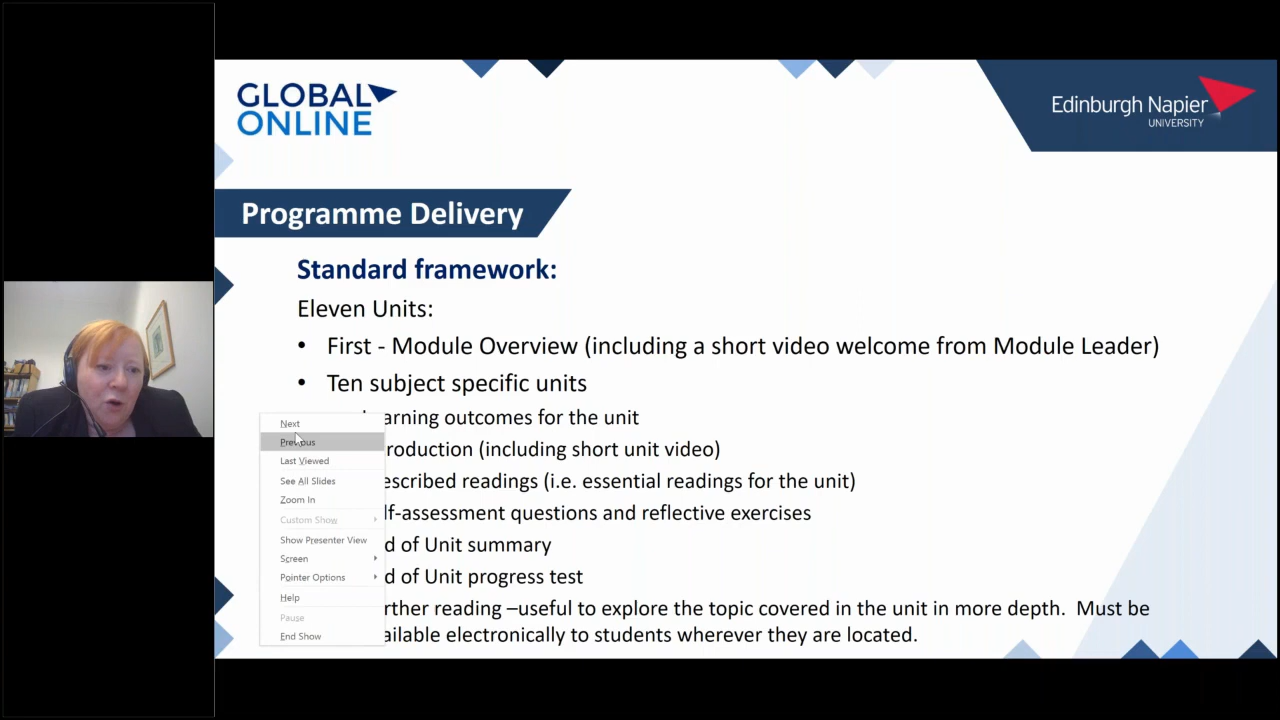 GLOBAL
ONLINE
Edinburgh Napier
UNIVERSITY
Programme Delivery
Standard framework:
Eleven Units:
• First - Module Overview (including a short video welcome from Module Leader)
• Ten subject specific units
arning outcomes for the unit
roduction (including short unit video)
escribed readings (i.e. essential readings for the unit)
lf-assessment questions and reflective exercises
d of Unit summary
d of Unit progress test
rther reading –useful to explore the topic covered in the unit in more depth. Must be
ailable electronically to students wherever they are located.
Next
Previous
Last Viewed
See All Slides
Zoom In
Custom Show
Show Presenter View
Screen
Pointer Options
Help
Pause
End Show